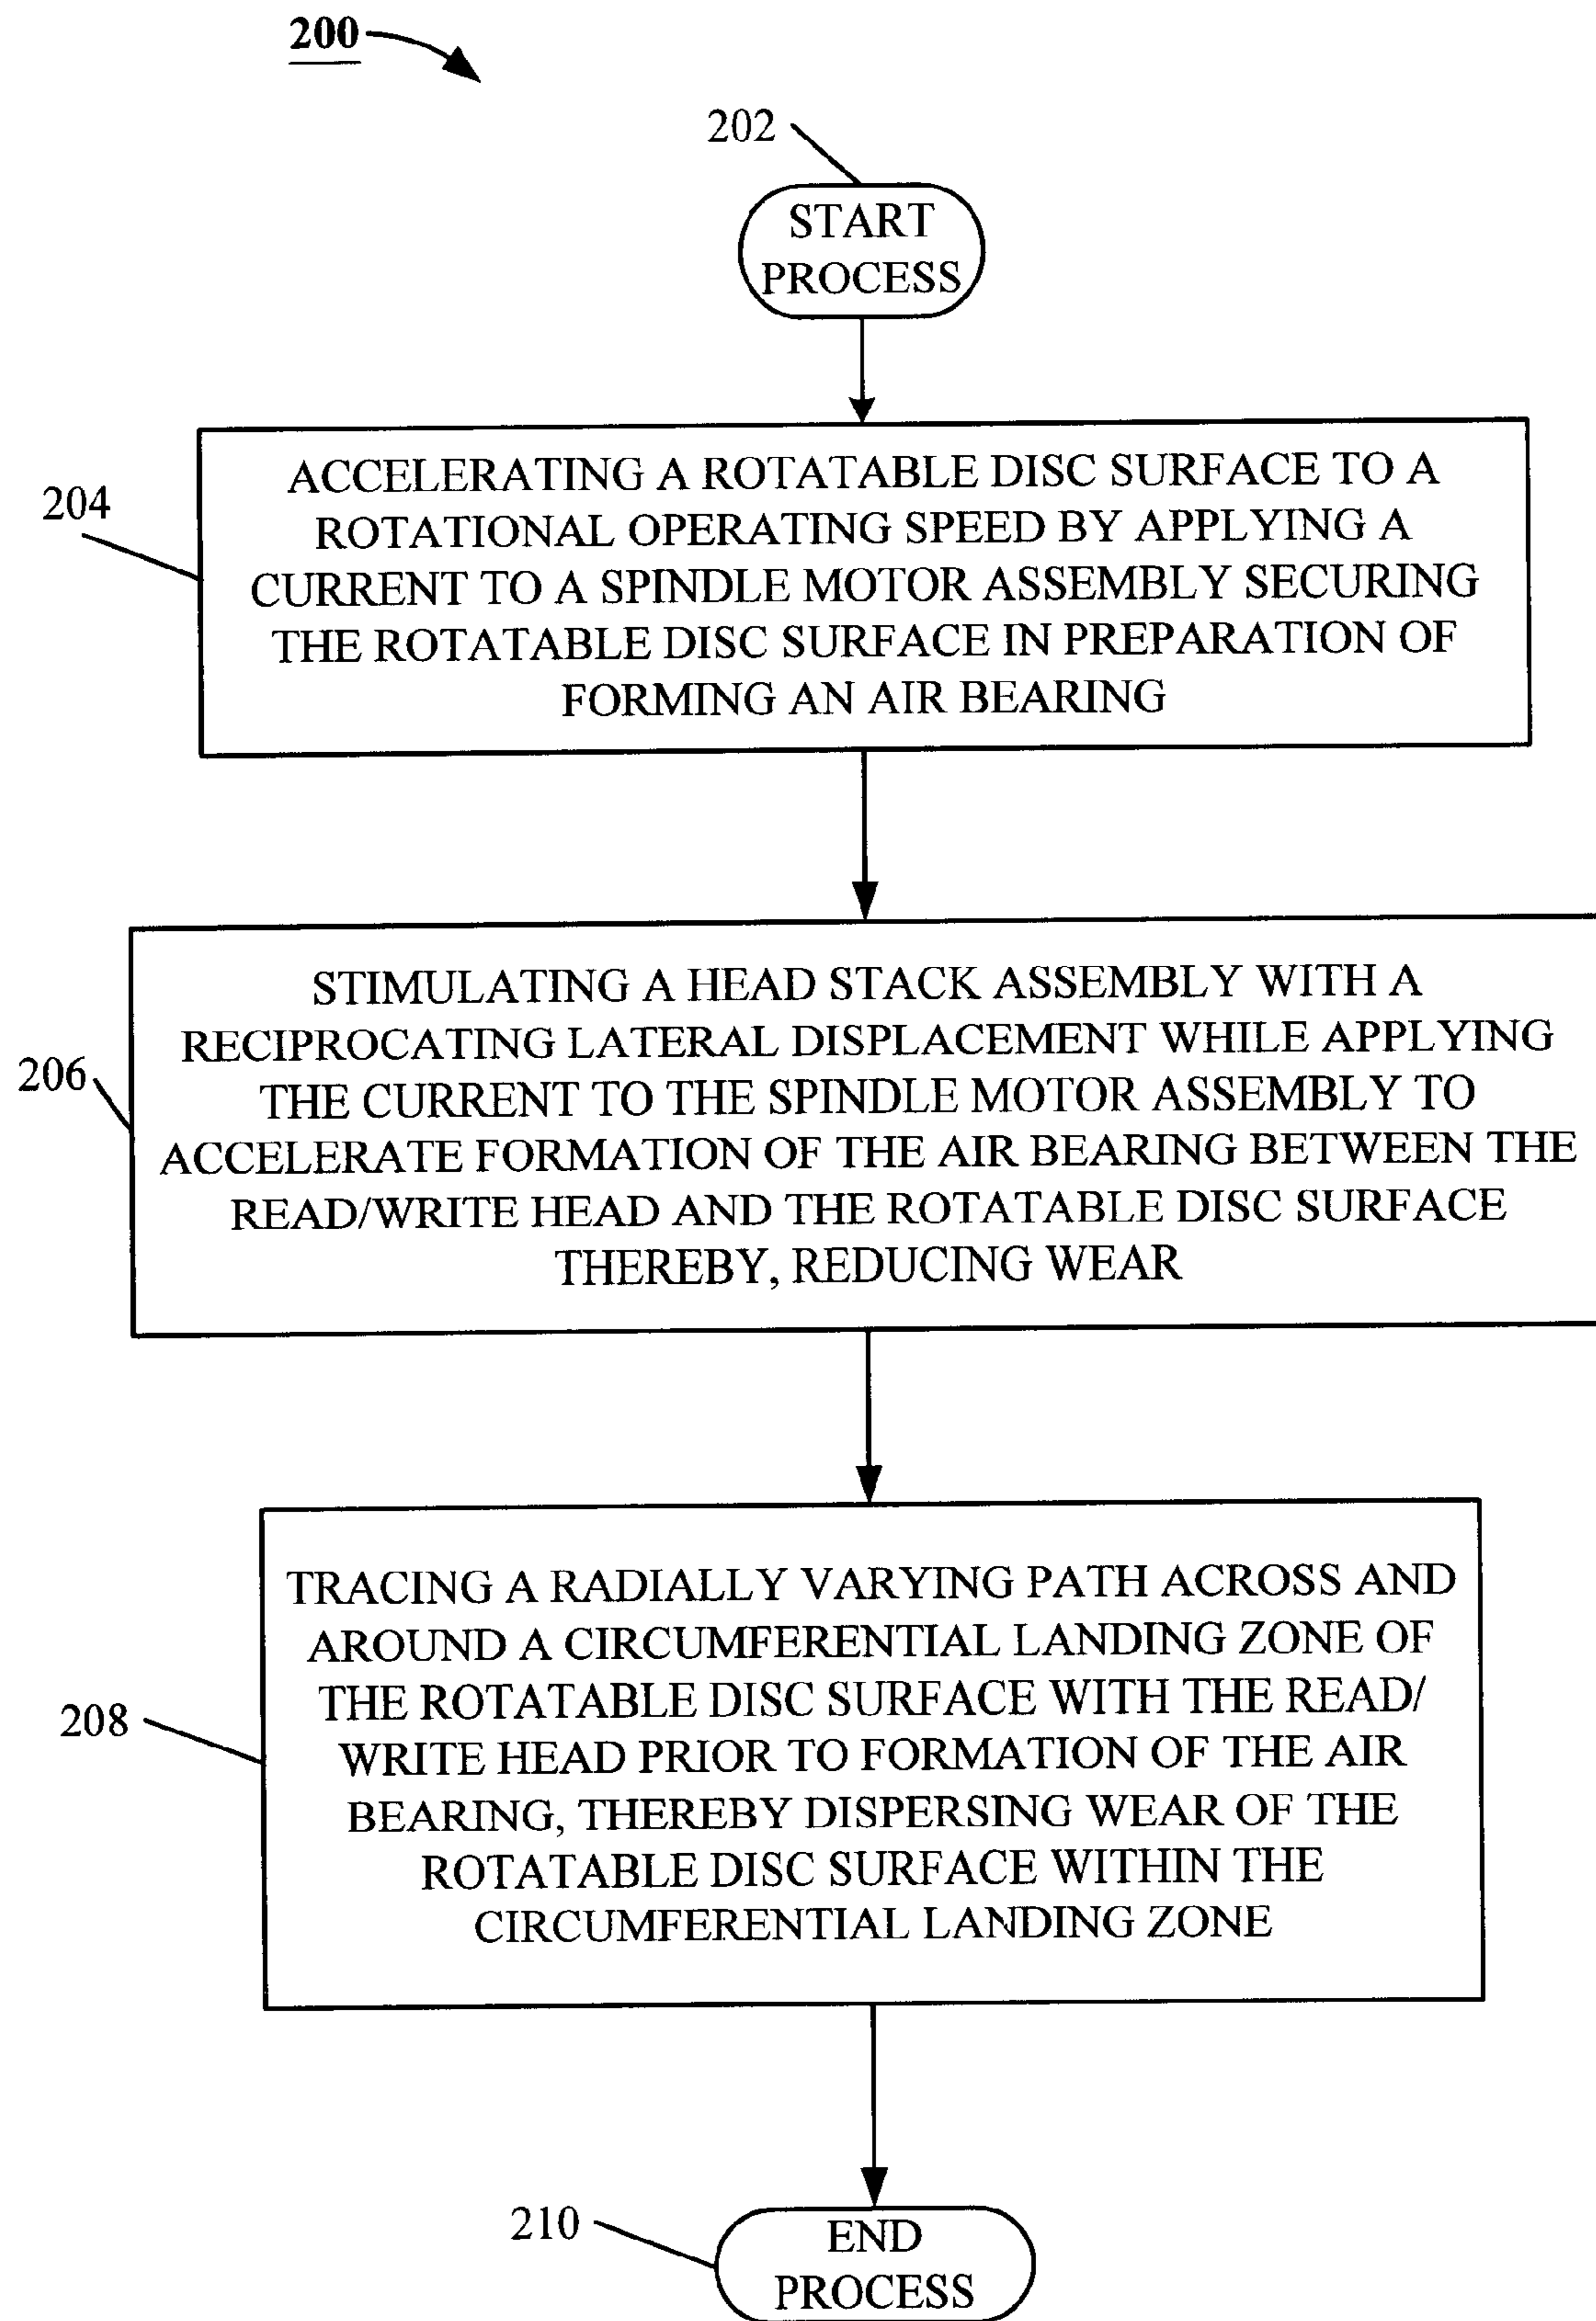 200
202
START
PROCESS
204
ACCELERATING A ROTATABLE DISC SURFACE TO A
ROTATIONAL OPERATING SPEED BY APPLYING A
CURRENT TO A SPINDLE MOTOR ASSEMBLY SECURING
THE ROTATABLE DISC SURFACE IN PREPARATION OF
FORMING AN AIR BEARING
206
STIMULATING A HEAD STACK ASSEMBLY WITH A
RECIPROCATING LATERAL DISPLACEMENT WHILE APPLYING
THE CURRENT TO THE SPINDLE MOTOR ASSEMBLY TO
ACCELERATE FORMATION OF THE AIR BEARING BETWEEN THE
READ/WRITE HEAD AND THE ROTATABLE DISC SURFACE
THEREBY, REDUCING WEAR
208
TRACING A RADIALLY VARYING PATH ACROSS AND
AROUND A CIRCUMFERENTIAL LANDING ZONE OF
THE ROTATABLE DISC SURFACE WITH THE READ/
WRITE HEAD PRIOR TO FORMATION OF THE AIR
BEARING, THEREBY DISPERSING WEAR OF THE
ROTATABLE DISC SURFACE WITHIN THE
CIRCUMFERENTIAL LANDING ZONE
210
END
PROCESS